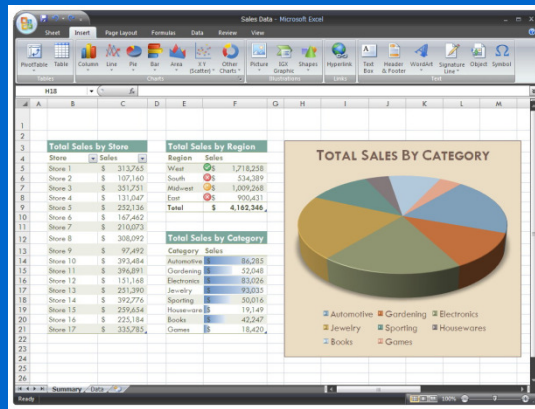 Sales Data - Microsoft Excel
Sheet Insert Page Layout Formulas Data Review View
PivotTable Table Column Line Pie Bar Area XY (Scatter) Other Charts Picture IGX Graphic Shapes Hyperlink Text Box Header & Footer WordArt Signature Line Object Symbol
Tables Charts Illustrations Links Text
H18 fx
A B C D E F G H I J K L M
Total Sales by Store Total Sales by Region
Store Sales Region Sales
Store 1 $ 313,765 West $ 1,718,258
Store 2 $ 107,160 South $ 534,389
Store 3 $ 351,751 Midwest $ 1,009,268
Store 4 $ 131,047 East $ 900,431
Store 5 $ 252,136 Total $ 4,162,346
Store 6 $ 167,462
Store 7 $ 210,073
Store 8 $ 308,092 Total Sales by Category
Store 9 $ 97,492 Category Sales
Store 10 $ 393,484 Automotive $ 86,285
Store 11 $ 396,891 Gardening $ 52,048
Store 12 $ 151,168 Electronics $ 83,026
Store 13 $ 251,390 Jewelry $ 93,035
Store 14 $ 392,776 Sporting $ 50,016
Store 15 $ 259,654 Houseware $ 19,149
Store 16 $ 225,184 Books $ 42,247
Store 17 $ 335,785 Games $ 18,420
TOTAL SALES BY CATEGORY
Automotive Gardening Electronics
Jewelry Sporting Housewares
Books Games
Summary Data
Ready 100%